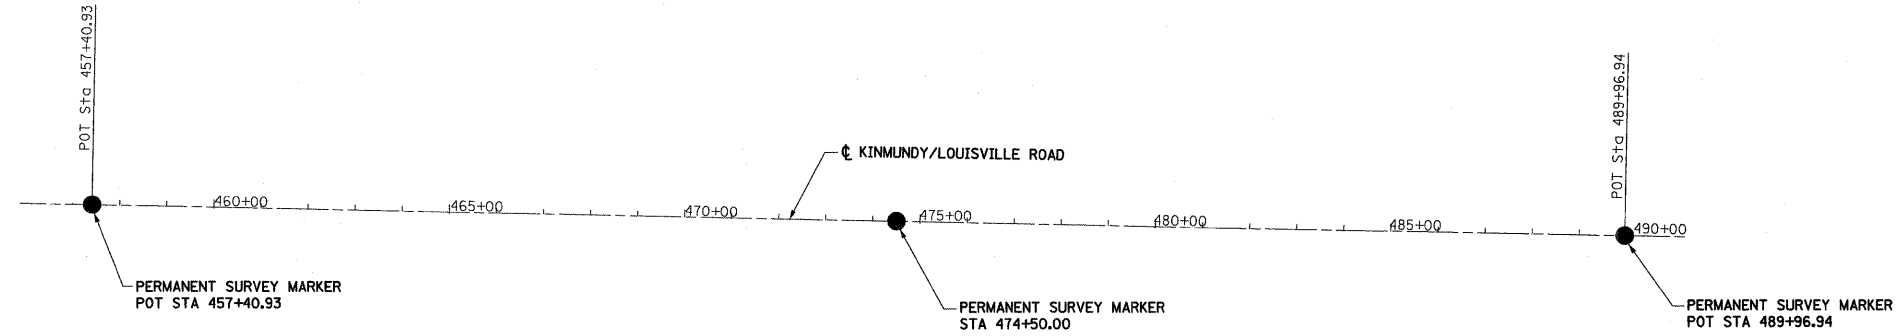 POT Sta 457+40.93
POT Sta 489+96.94
℄ KINMUNDY/LOUISVILLE ROAD
460+00
465+00
470+00
475+00
480+00
485+00
490+00
PERMANENT SURVEY MARKER
POT STA 457+40.93
PERMANENT SURVEY MARKER
STA 474+50.00
PERMANENT SURVEY MARKER
POT STA 489+96.94